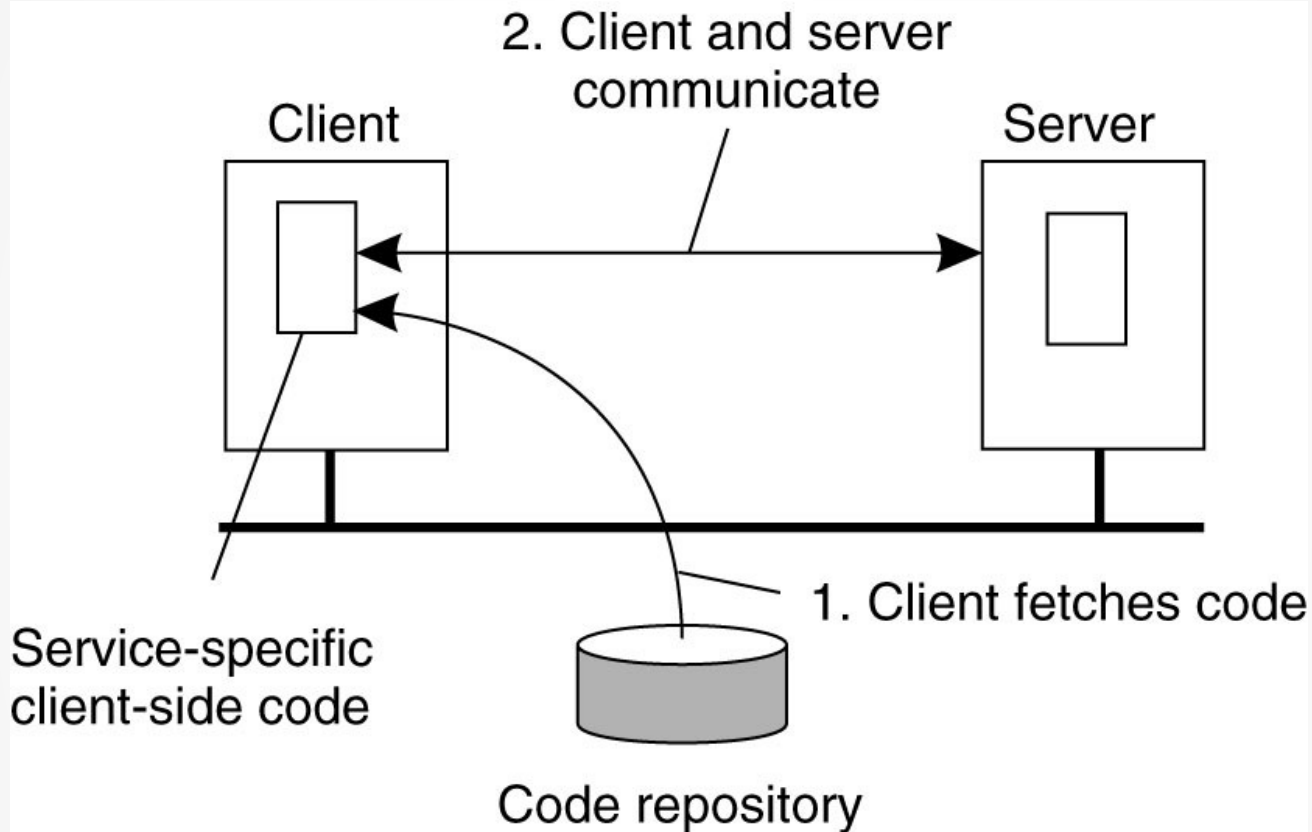 2. Client and server
communicate
Client
Server
1. Client fetches code
Service-specific
client-side code
Code repository